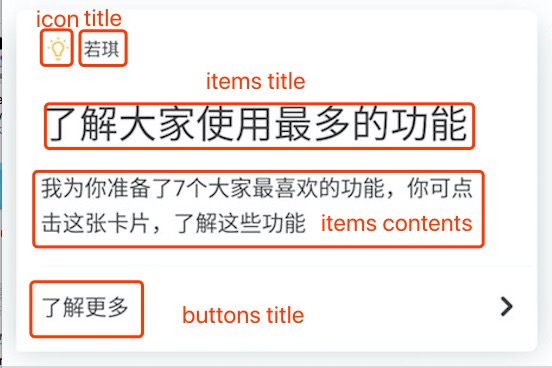 icon title
若琪
items title
了解大家使用最多的功能
我为你准备了7个大家最喜欢的功能，你可点
击这张卡片，了解这些功能
items contents
了解更多
buttons title